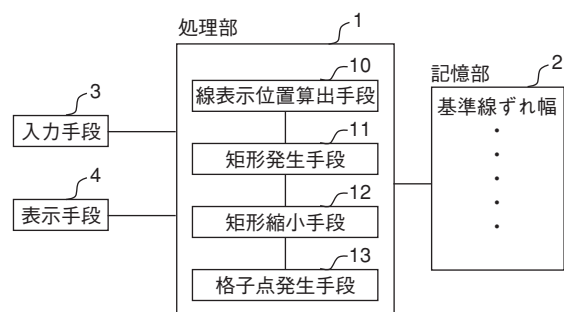 処理部
1
10
線表示位置算出手段
11
矩形発生手段
12
矩形縮小手段
13
格子点発生手段
3
入力手段
4
表示手段
記憶部
2
基準線ずれ幅
・
・
・
・
・